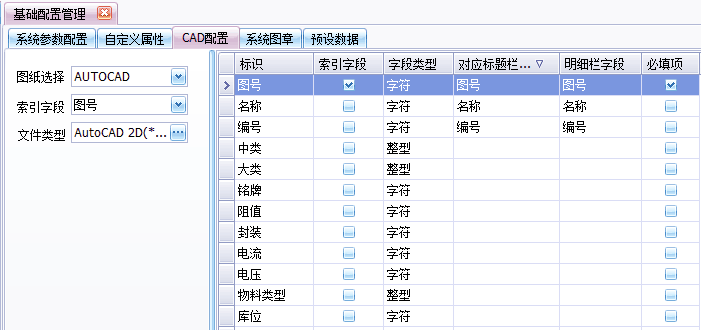 基础配置管理
系统参数配置 自定义属性 CAD配置 系统图章 预设数据
图纸选择 AUTOCAD
索引字段 图号
文件类型 AutoCAD 2D(*...
标识 索引字段 字段类型 对应标题栏... 明细栏字段 必填项
图号 字符 图号 图号
名称 字符 名称 名称
编号 字符 编号 编号
中类 整型
大类 整型
铭牌 字符
阻值 字符
封装 字符
电流 字符
电压 字符
物料类型 整型
库位 字符